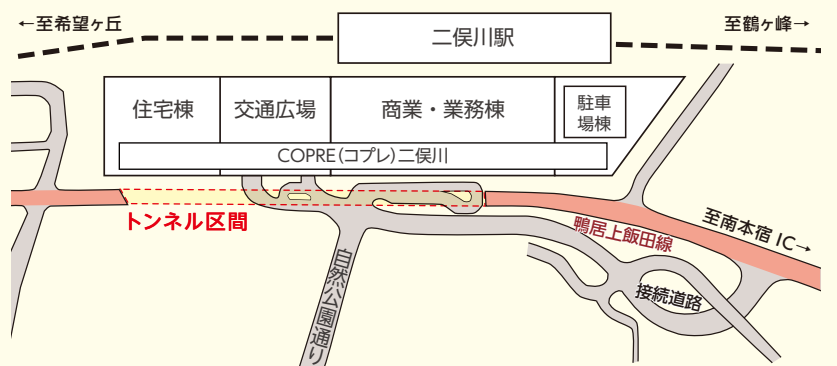 ←至希望ヶ丘
至鶴ヶ峰→
二俣川駅
住宅棟
交通広場
商業・業務棟
駐車
場棟
COPRE(コプレ)二俣川
トンネル区間
鴨居上飯田線
至南本宿 IC→
自然公園通り
接続道路